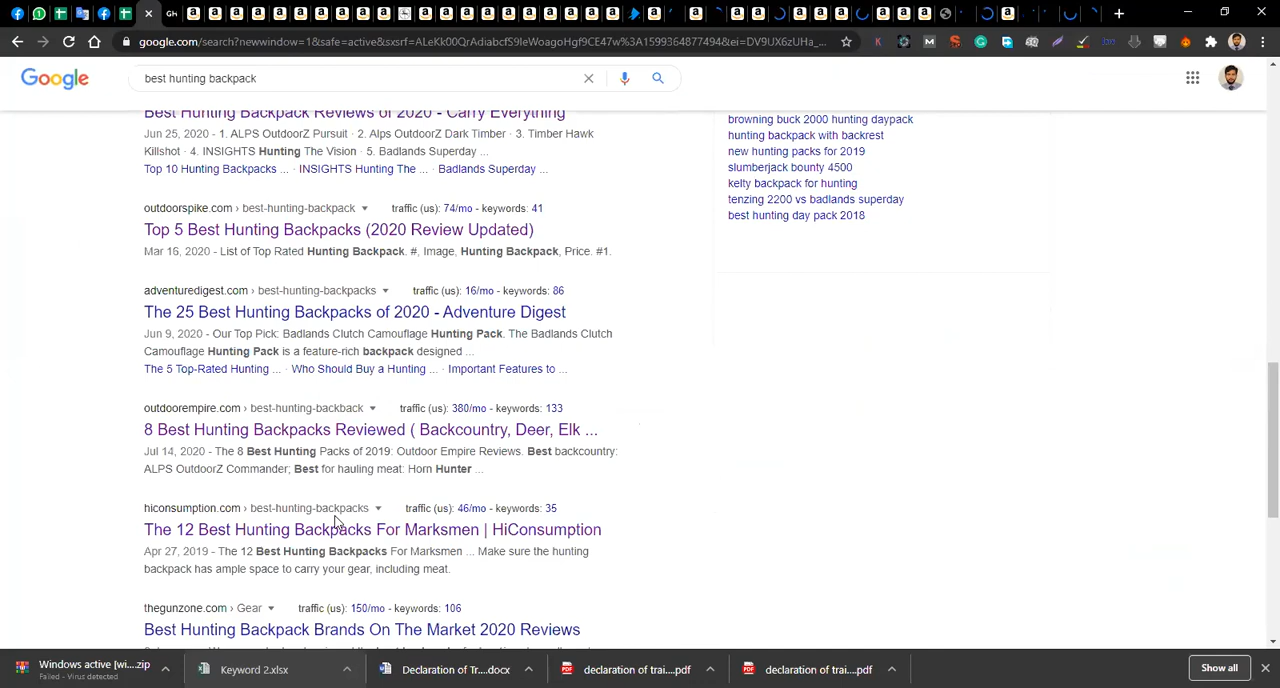 google.com/search?newwindow=1&safe=active&sxsrf=ALeKk00QrAdiabcfS9IeWoagoHgf9CE47w%3A1599364877494&ei=DV9UX6zUHa_...
Google
best hunting backpack
Best Hunting Backpack Reviews of 2020 - Carry Everything
Jun 25, 2020 - 1. ALPS OutdoorZ Pursuit · 2. Alps OutdoorZ Dark Timber · 3. Timber Hawk
Killshot · 4. INSIGHTS Hunting The Vision · 5. Badlands Superday ...
Top 10 Hunting Backpacks ... · INSIGHTS Hunting The ... · Badlands Superday ...
outdoorspike.com › best-hunting-backpack traffic (us): 74/mo - keywords: 41
Top 5 Best Hunting Backpacks (2020 Review Updated)
Mar 16, 2020 - List of Top Rated Hunting Backpack. #, Image, Hunting Backpack, Price. #1.
adventuredigest.com › best-hunting-backpacks traffic (us): 16/mo - keywords: 86
The 25 Best Hunting Backpacks of 2020 - Adventure Digest
Jun 9, 2020 - Our Top Pick: Badlands Clutch Camouflage Hunting Pack. The Badlands Clutch
Camouflage Hunting Pack is a feature-rich backpack designed ...
The 5 Top-Rated Hunting ... · Who Should Buy a Hunting ... · Important Features to ...
outdoorempire.com › best-hunting-backback traffic (us): 380/mo - keywords: 133
8 Best Hunting Backpacks Reviewed ( Backcountry, Deer, Elk ...
Jul 14, 2020 - The 8 Best Hunting Packs of 2019: Outdoor Empire Reviews. Best backcountry:
ALPS OutdoorZ Commander; Best for hauling meat: Horn Hunter ...
hiconsumption.com › best-hunting-backpacks traffic (us): 46/mo - keywords: 35
The 12 Best Hunting Backpacks For Marksmen | HiConsumption
Apr 27, 2019 - The 12 Best Hunting Backpacks For Marksmen ... Make sure the hunting
backpack has ample space to carry your gear, including meat.
thegunzone.com › Gear traffic (us): 150/mo - keywords: 106
Best Hunting Backpack Brands On The Market 2020 Reviews
browning buck 2000 hunting daypack
hunting backpack with backrest
new hunting packs for 2019
slumberjack bounty 4500
kelty backpack for hunting
tenzing 2200 vs badlands superday
best hunting day pack 2018
Windows active [wi....zip
Failed - Virus detected
Keyword 2.xlsx
Declaration of Tr....docx
declaration of trai....pdf
declaration of trai....pdf
Show all